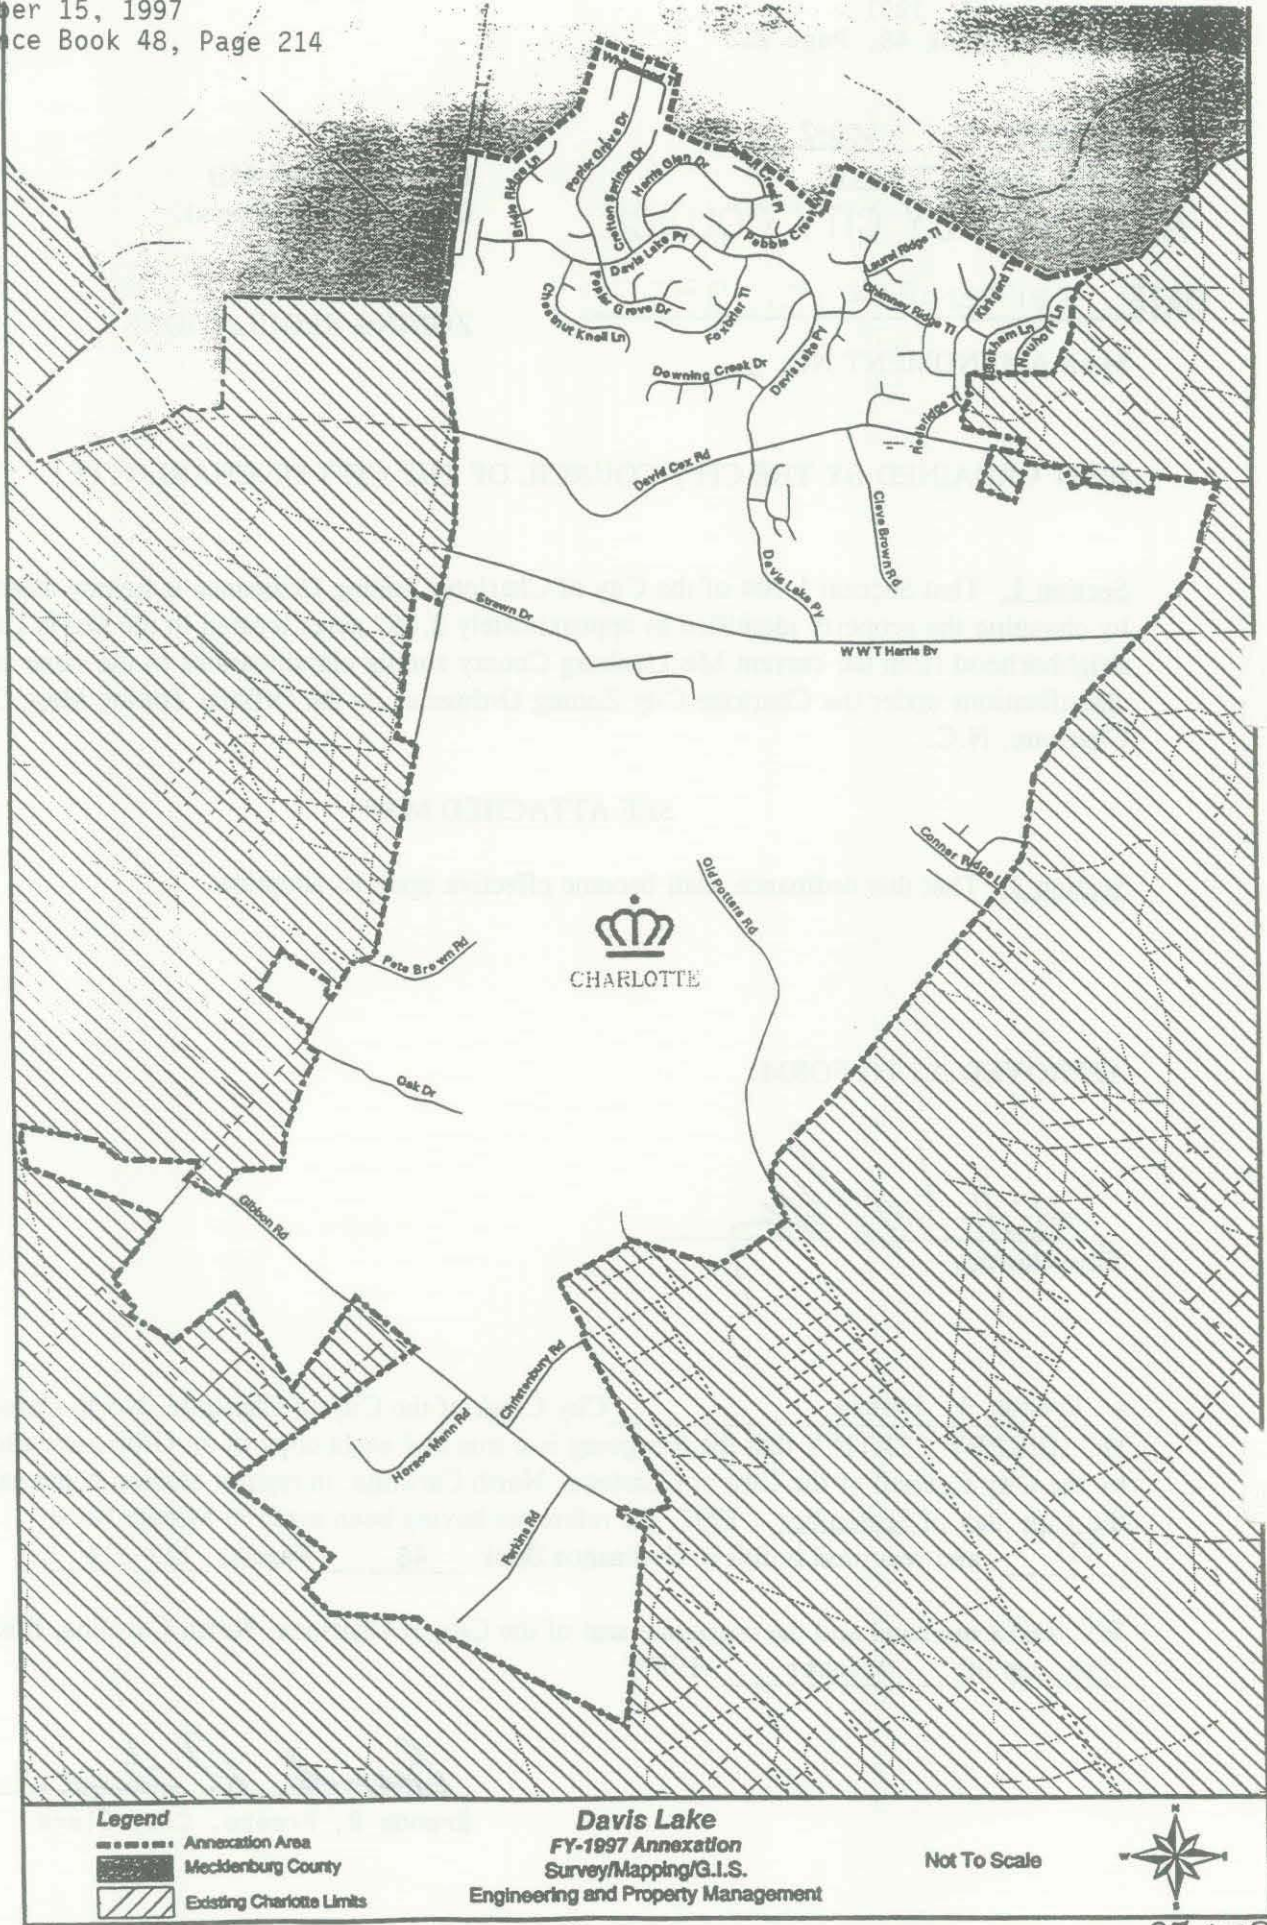 ber 15, 1997
nce Book 48, Page 214
Bridle Ridge Ln
Poplar Grove Dr
Crofton Springs Dr
Harris Glen Dr
Pl
Davis Lake Py
Laurel Ridge Tl
Chimney Ridge Tl
Poplar Grove Dr
Chestnut Knoll Ln
Foxbrier Tl
Davis Lake Py
Downing Creek Dr
Redbridge Tl
David Cox Rd
Cleve Brown Rd
Davis Lake Py
Strawn Dr
W W T Harris Bv
Conner Ridge L
Old Potters Rd
CHARLOTTE
Pete Brown Rd
Oak Dr
Gibbon Rd
Christenbury Rd
Horace Mann Rd
Perkins Rd
Legend
Annexation Area
Mecklenburg County
Existing Charlotte Limits
Davis Lake
FY-1997 Annexation
Survey/Mapping/G.I.S.
Engineering and Property Management
Not To Scale
N
W
S